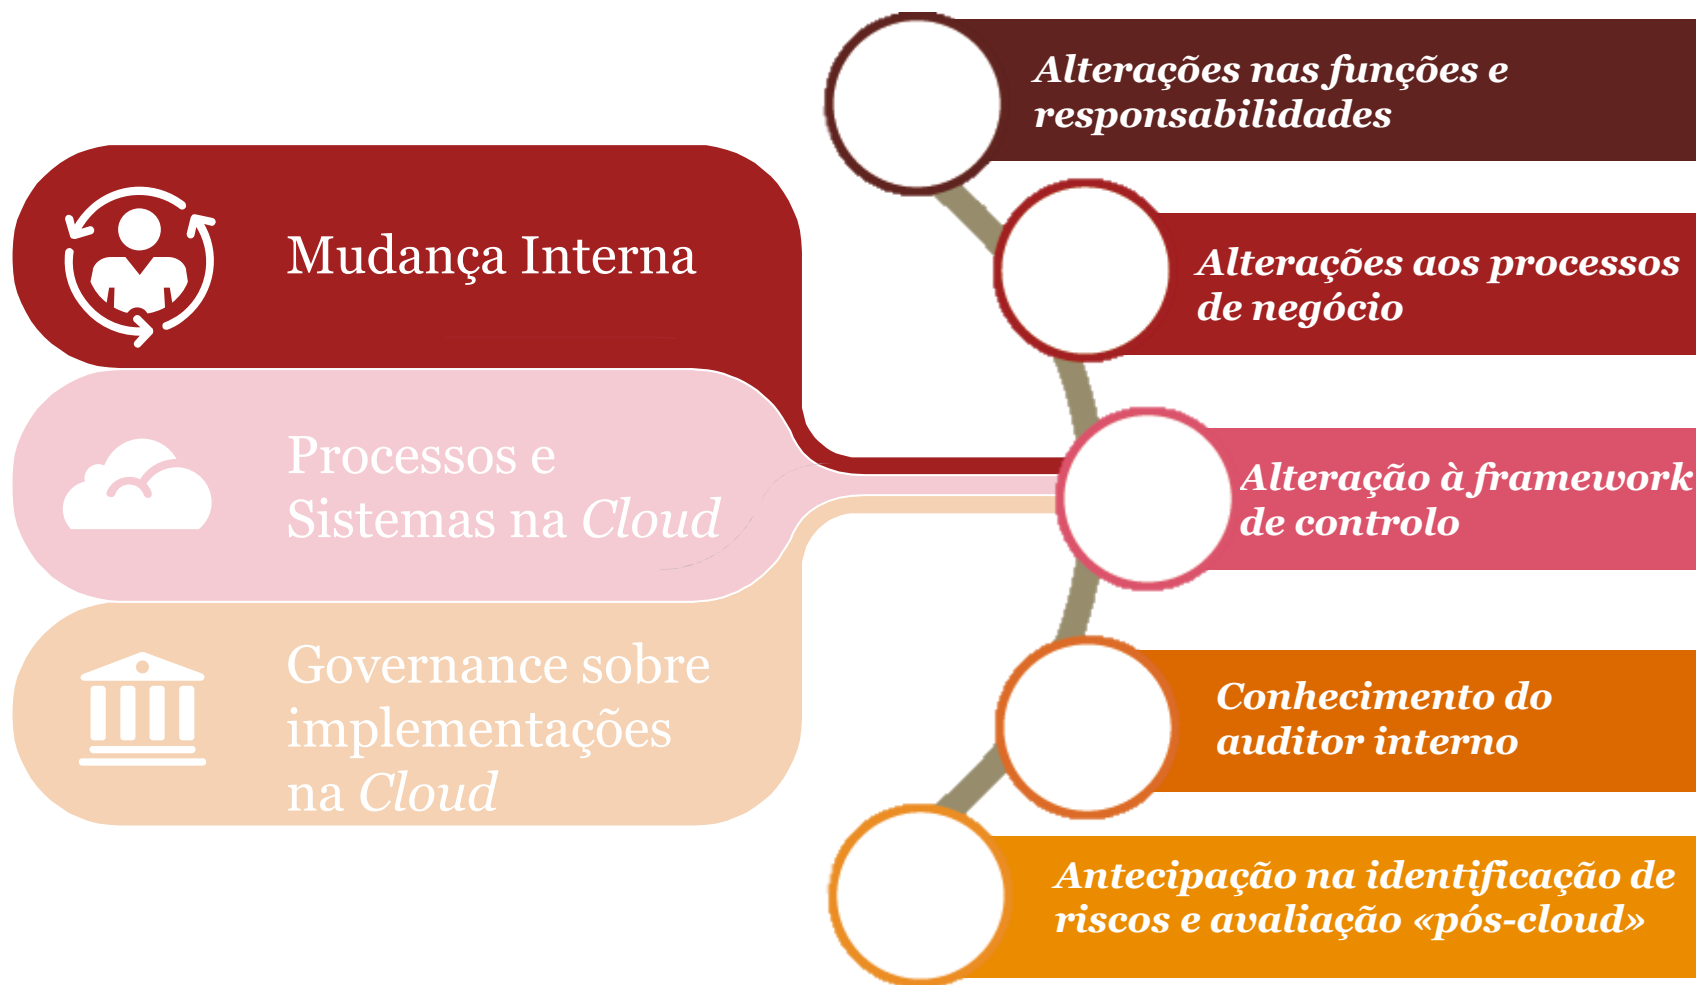 Mudança Interna
Processos e
Sistemas na Cloud
Governance sobre
implementações
na Cloud
Alterações nas funções e
responsabilidades
Alterações aos processos
de negócio
Alteração à framework
de controlo
Conhecimento do
auditor interno
Antecipação na identificação de
riscos e avaliação «pós-cloud»